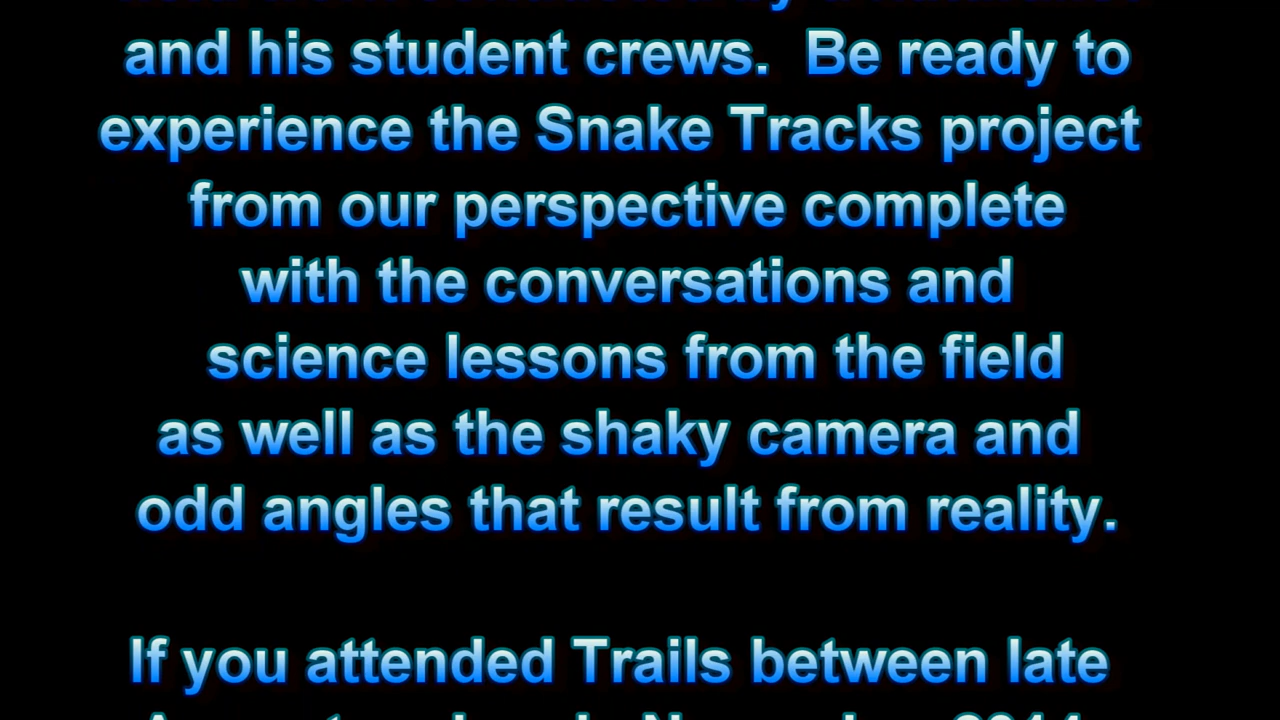 and his student crews.  Be ready to
experience the Snake Tracks project
from our perspective complete
with the conversations and
science lessons from the field
as well as the shaky camera and
odd angles that result from reality.
If you attended Trails between late